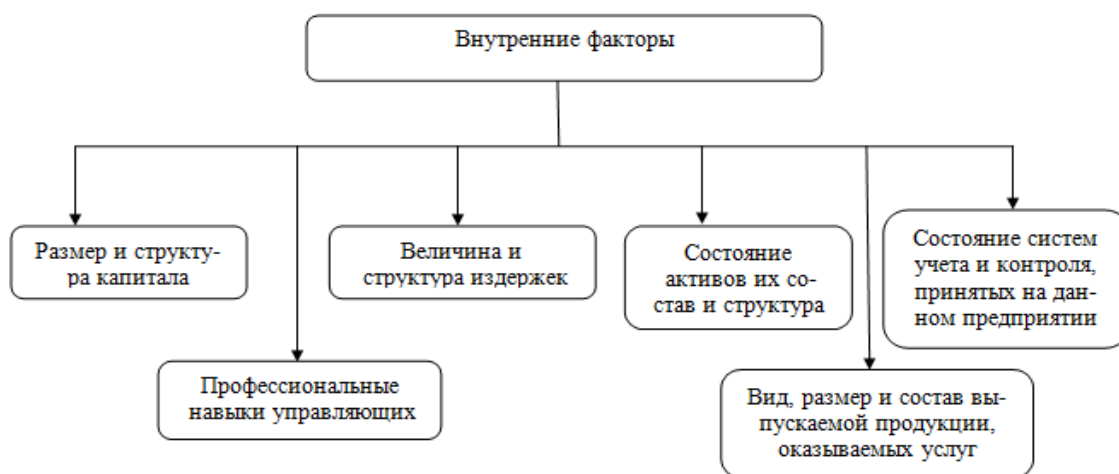 Внутренние факторы
Размер и структу-
ра капитала
Величина и
структура издержек
Состояние
активов их со-
став и структура
Состояние систем
учета и контроля,
принятых на дан-
ном предприятии
Профессиональные
навыки управляющих
Вид, размер и состав вы-
пускаемой продукции,
оказываемых услуг